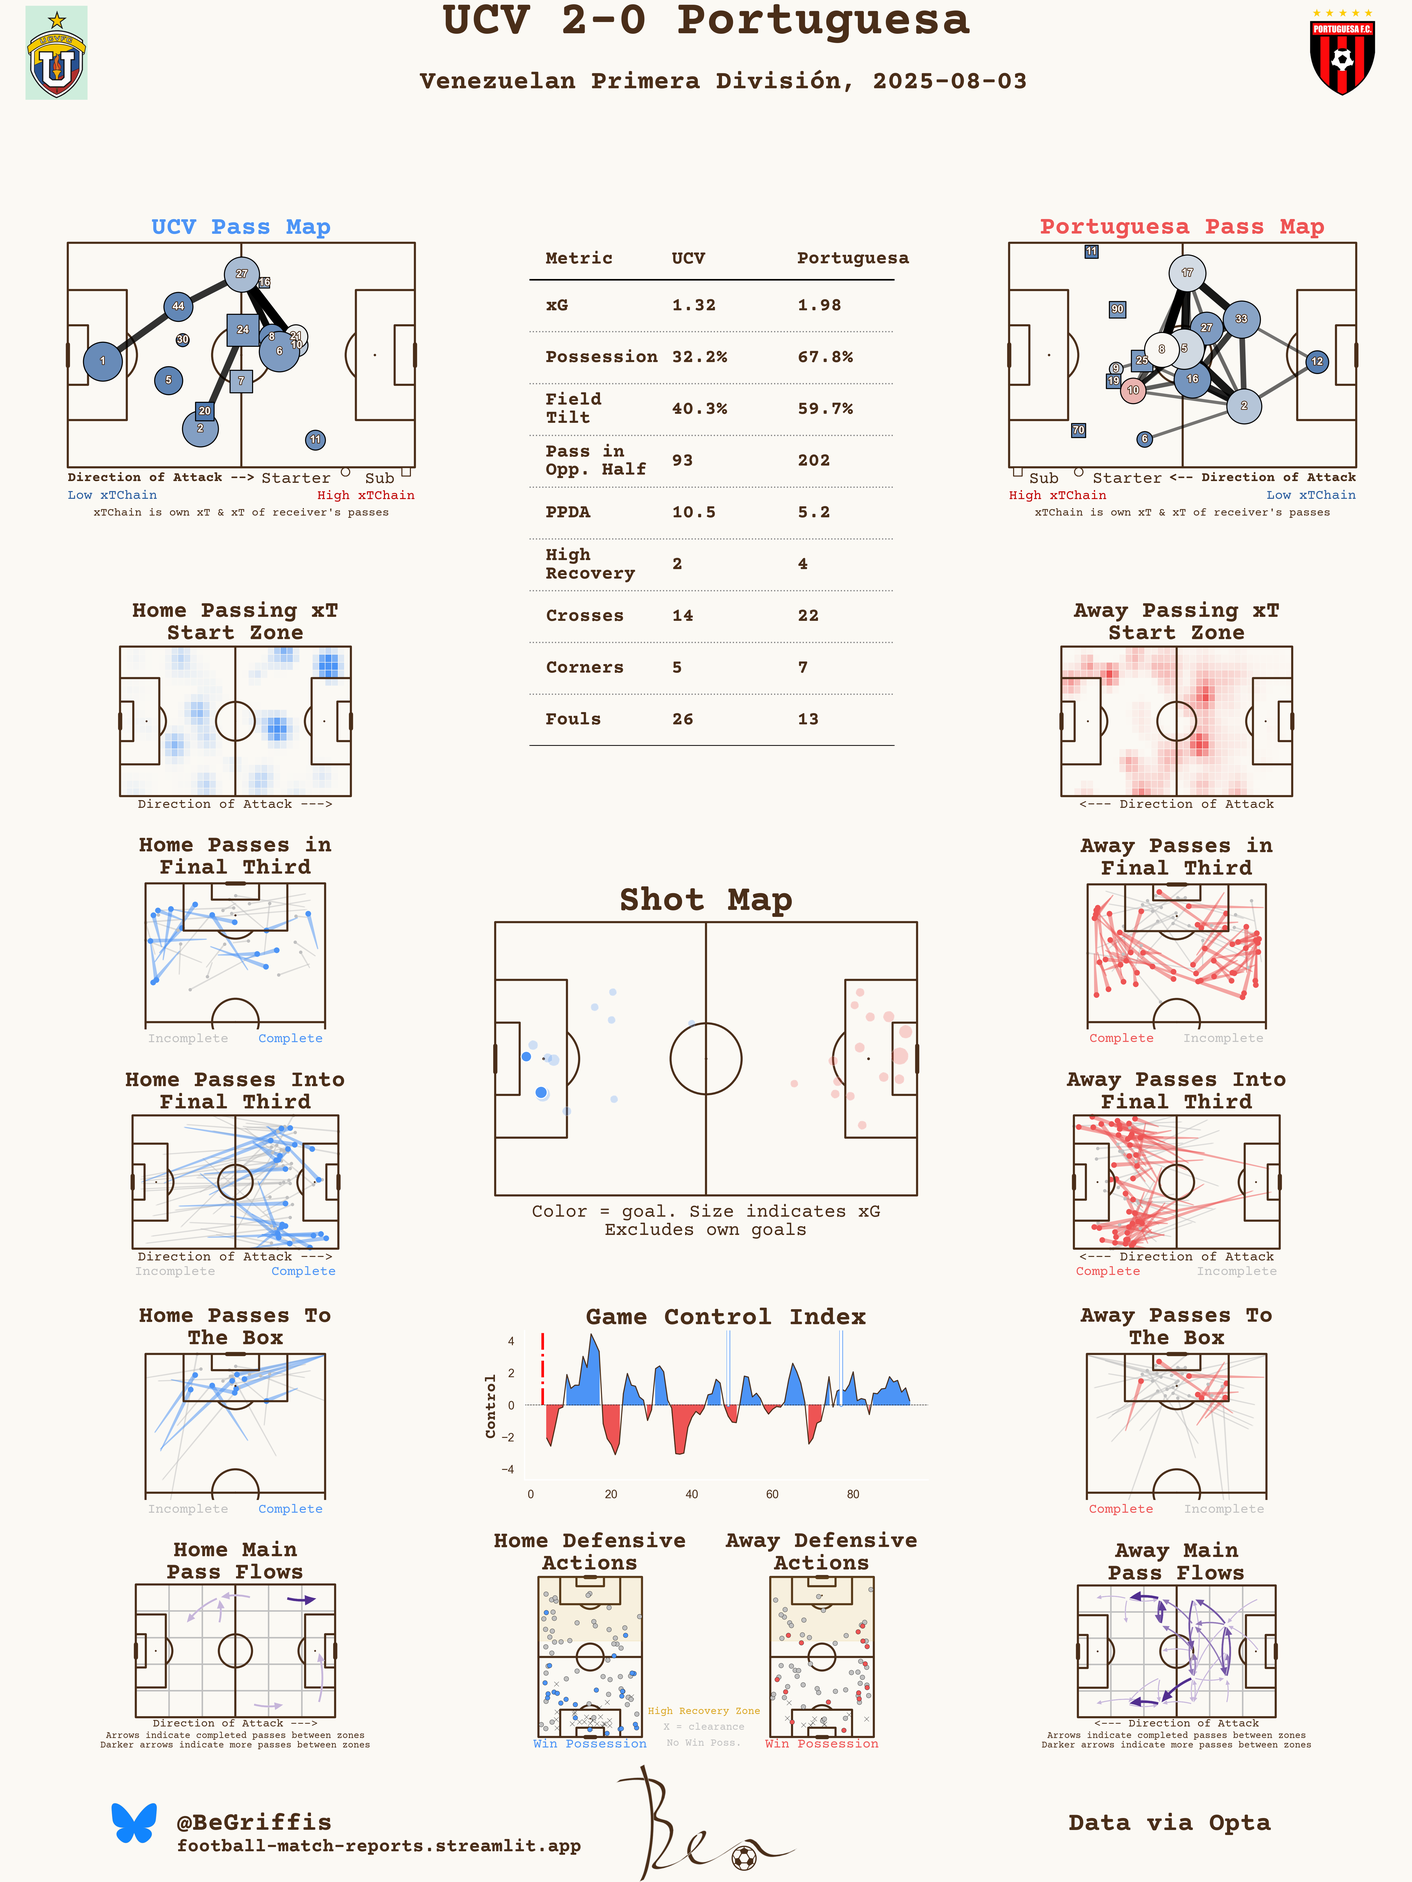 UCV 2-0 Portuguesa
Venezuelan Primera División, 2025-08-03
PORTUGUESA F.C.
UCV Pass Map
27
16
44
24
8
21
10
30
6
1
5
7
20
2
11
Direction of Attack --> Starter Sub
Low xTChain High xTChain
xTChain is own xT & xT of receiver's passes
Metric UCV Portuguesa
xG 1.32 1.98
Possession 32.2% 67.8%
Field
Tilt 40.3% 59.7%
Pass in
Opp. Half 93 202
PPDA 10.5 5.2
High
Recovery 2 4
Crosses 14 22
Corners 5 7
Fouls 26 13
Portuguesa Pass Map
11
17
90
33
27
8
5
25
12
9
19
16
10
2
70
6
Sub Starter <-- Direction of Attack
High xTChain Low xTChain
xTChain is own xT & xT of receiver's passes
Home Passing xT
Start Zone
Direction of Attack --->
Away Passing xT
Start Zone
<--- Direction of Attack
Home Passes in
Final Third
Incomplete Complete
Away Passes in
Final Third
Complete Incomplete
Shot Map
Color = goal. Size indicates xG
Excludes own goals
Home Passes Into
Final Third
Direction of Attack --->
Incomplete Complete
Away Passes Into
Final Third
<--- Direction of Attack
Complete Incomplete
Home Passes To
The Box
Incomplete Complete
Game Control Index
Control
4
2
0
−2
−4
0 20 40 60 80
Away Passes To
The Box
Complete Incomplete
Home Main
Pass Flows
Direction of Attack --->
Arrows indicate completed passes between zones
Darker arrows indicate more passes between zones
Home Defensive
Actions
Win Possession
Away Defensive
Actions
Win Possession
High Recovery Zone
X = clearance
No Win Poss.
Away Main
Pass Flows
<--- Direction of Attack
Arrows indicate completed passes between zones
Darker arrows indicate more passes between zones
@BeGriffis
football-match-reports.streamlit.app
Ben
Data via Opta